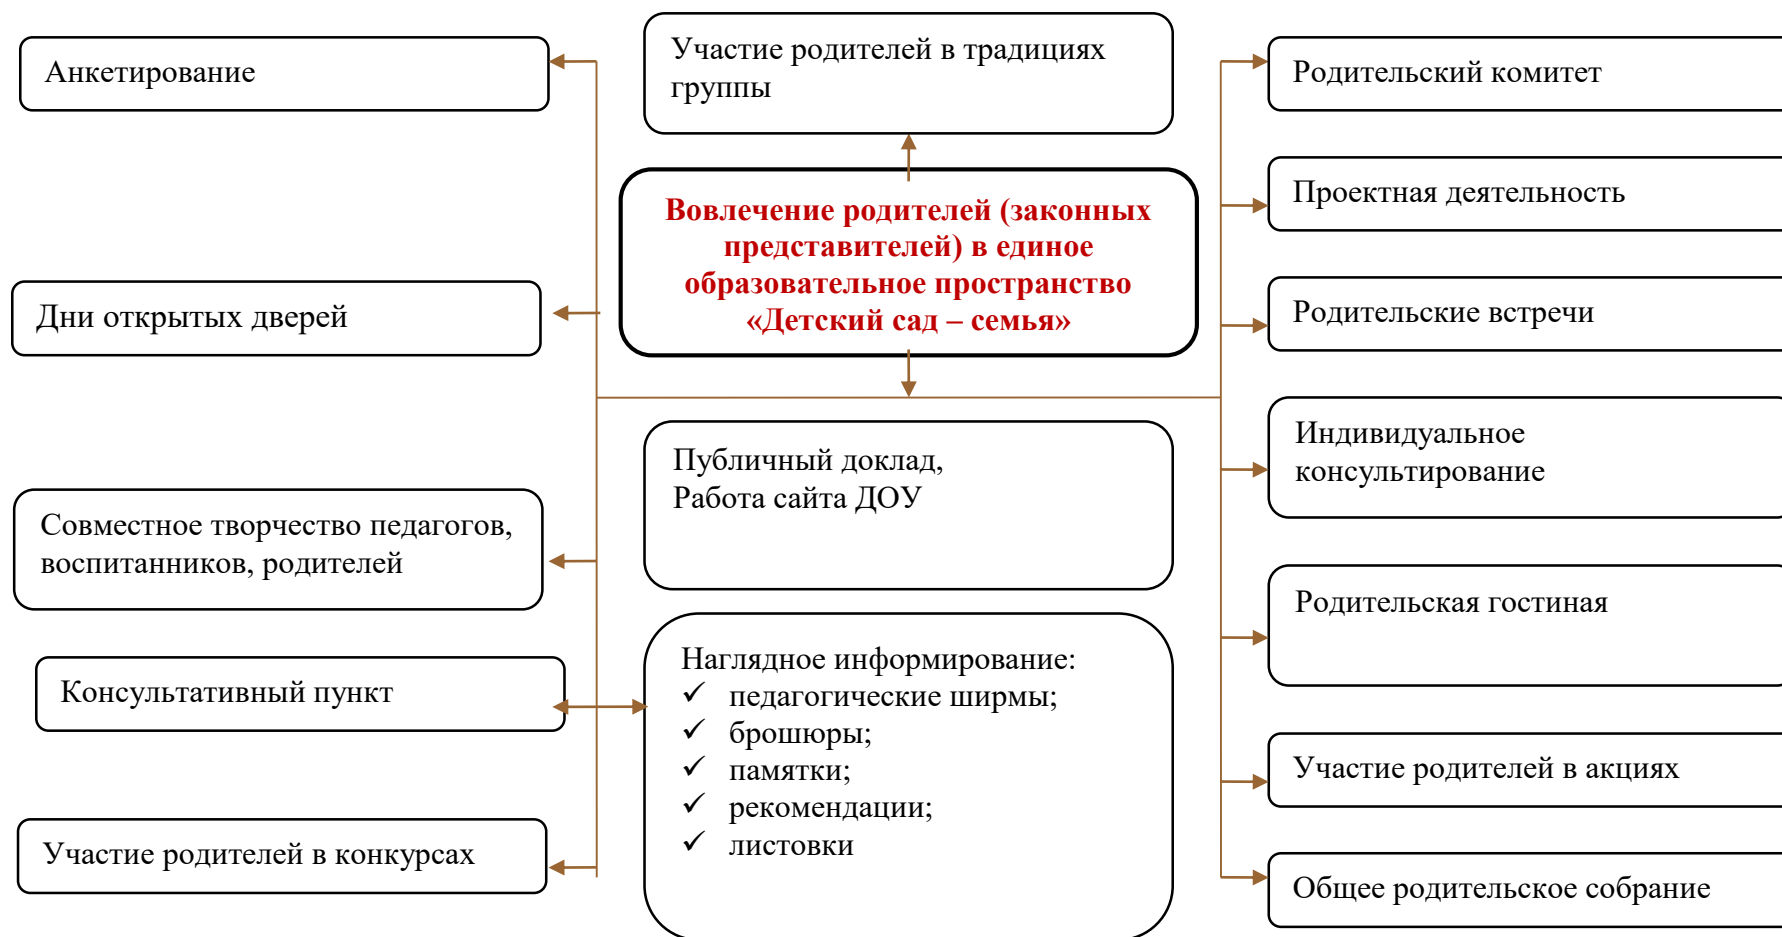 Анкетирование
Дни открытых дверей
Совместное творчество педагогов,
воспитанников, родителей
Консультативный пункт
Участие родителей в конкурсах
Участие родителей в традициях
группы
Вовлечение родителей (законных
представителей) в единое
образовательное пространство
«Детский сад – семья»
Публичный доклад,
Работа сайта ДОУ
Наглядное информирование:
✓ педагогические ширмы;
✓ брошюры;
✓ памятки;
✓ рекомендации;
✓ листовки
Родительский комитет
Проектная деятельность
Родительские встречи
Индивидуальное
консультирование
Родительская гостиная
Участие родителей в акциях
Общее родительское собрание